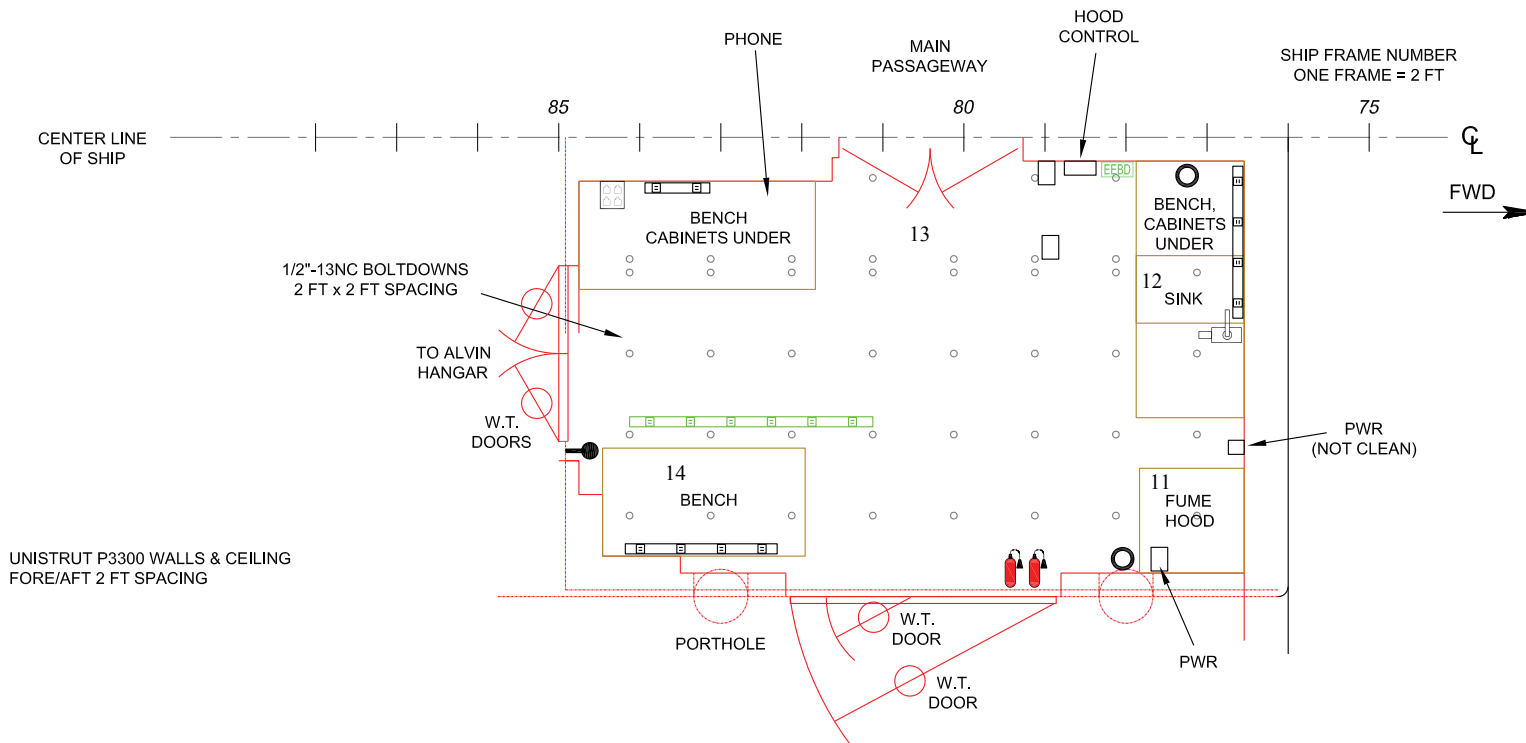 HOOD
CONTROL
PHONE
MAIN
PASSAGEWAY
SHIP FRAME NUMBER
ONE FRAME = 2 FT
85
80
75
CENTER LINE
OF SHIP
CL
FWD
EEBD
BENCH
CABINETS UNDER
13
BENCH,
CABINETS
UNDER
12
SINK
1/2"-13NC BOLTDOWNS
2 FT x 2 FT SPACING
TO ALVIN
HANGAR
W.T.
DOORS
PWR
(NOT CLEAN)
14
BENCH
11
FUME
HOOD
UNISTRUT P3300 WALLS & CEILING
FORE/AFT 2 FT SPACING
PORTHOLE
W.T.
DOOR
W.T.
DOOR
PWR